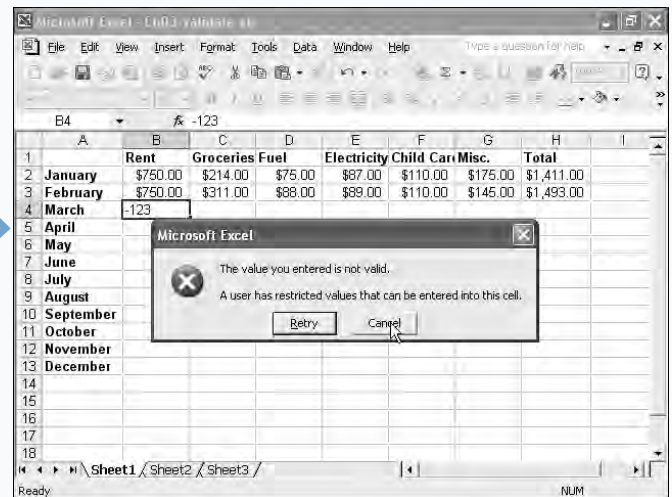 Microsoft Excel - Ch03-validate.xls
File Edit View Insert Format Tools Data Window Help Type a question for help
B4 fx -123
A B C D E F G H I
1 Rent Groceries Fuel Electricity Child Car Misc. Total
2 January $750.00 $214.00 $75.00 $87.00 $110.00 $175.00 $1,411.00
3 February $750.00 $311.00 $88.00 $89.00 $110.00 $145.00 $1,493.00
4 March -123
5 April
6 May
7 June
8 July
9 August
10 September
11 October
12 November
13 December
14
15
16
17
18
Microsoft Excel
The value you entered is not valid.
A user has restricted values that can be entered into this cell.
Retry Cancel
Sheet1 Sheet2 Sheet3
Ready NUM